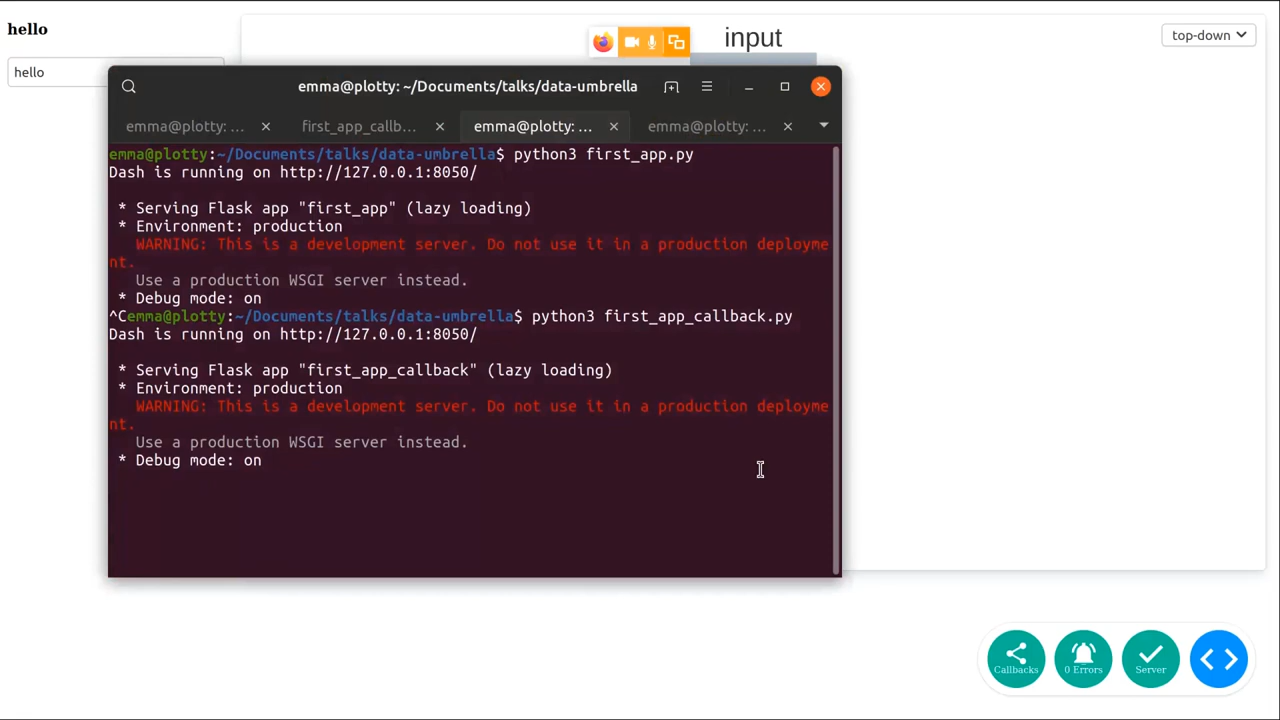 hello
hello
input
top-down
emma@plotty: ~/Documents/talks/data-umbrella
emma@plotty: ...
first_app_callb...
emma@plotty: ...
emma@plotty: ...
emma@plotty:~/Documents/talks/data-umbrella$ python3 first_app.py
Dash is running on http://127.0.0.1:8050/
* Serving Flask app "first_app" (lazy loading)
* Environment: production
WARNING: This is a development server. Do not use it in a production deployme
nt.
Use a production WSGI server instead.
* Debug mode: on
^Cemma@plotty:~/Documents/talks/data-umbrella$ python3 first_app_callback.py
Dash is running on http://127.0.0.1:8050/
* Serving Flask app "first_app_callback" (lazy loading)
* Environment: production
WARNING: This is a development server. Do not use it in a production deployme
nt.
Use a production WSGI server instead.
* Debug mode: on
Callbacks
0 Errors
Server